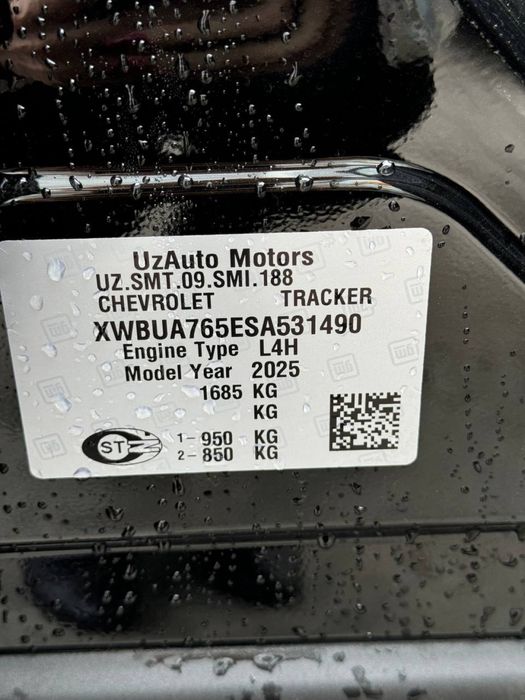 UzAuto Motors
UZ.SMT.09.SMI.188
CHEVROLET TRACKER
XWBUA765ESA531490
Engine Type L4H
Model Year 2025
1685 KG
KG
ST 1- 950 KG
2- 850 KG